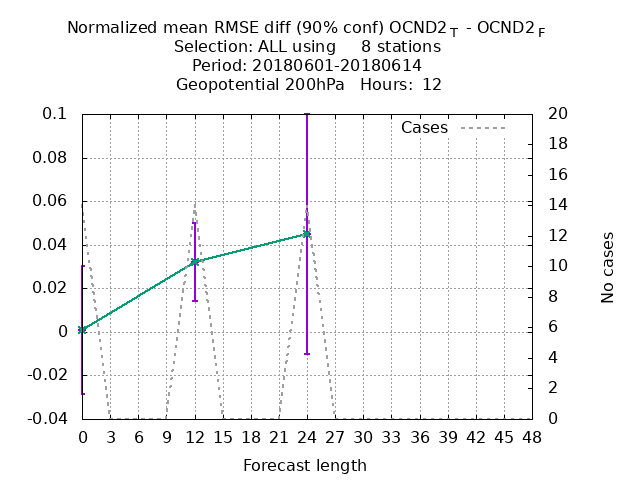 Normalized mean RMSE diff (90% conf) OCND2 T - OCND2 F
Selection: ALL using 8 stations
Period: 20180601-20180614
Geopotential 200hPa Hours: 12
Cases
0.1
0.08
0.06
0.04
0.02
0
-0.02
-0.04
20
18
16
14
12
10
8
6
4
2
0
No cases
0 3 6 9 12 15 18 21 24 27 30 33 36 39 42 45 48
Forecast length